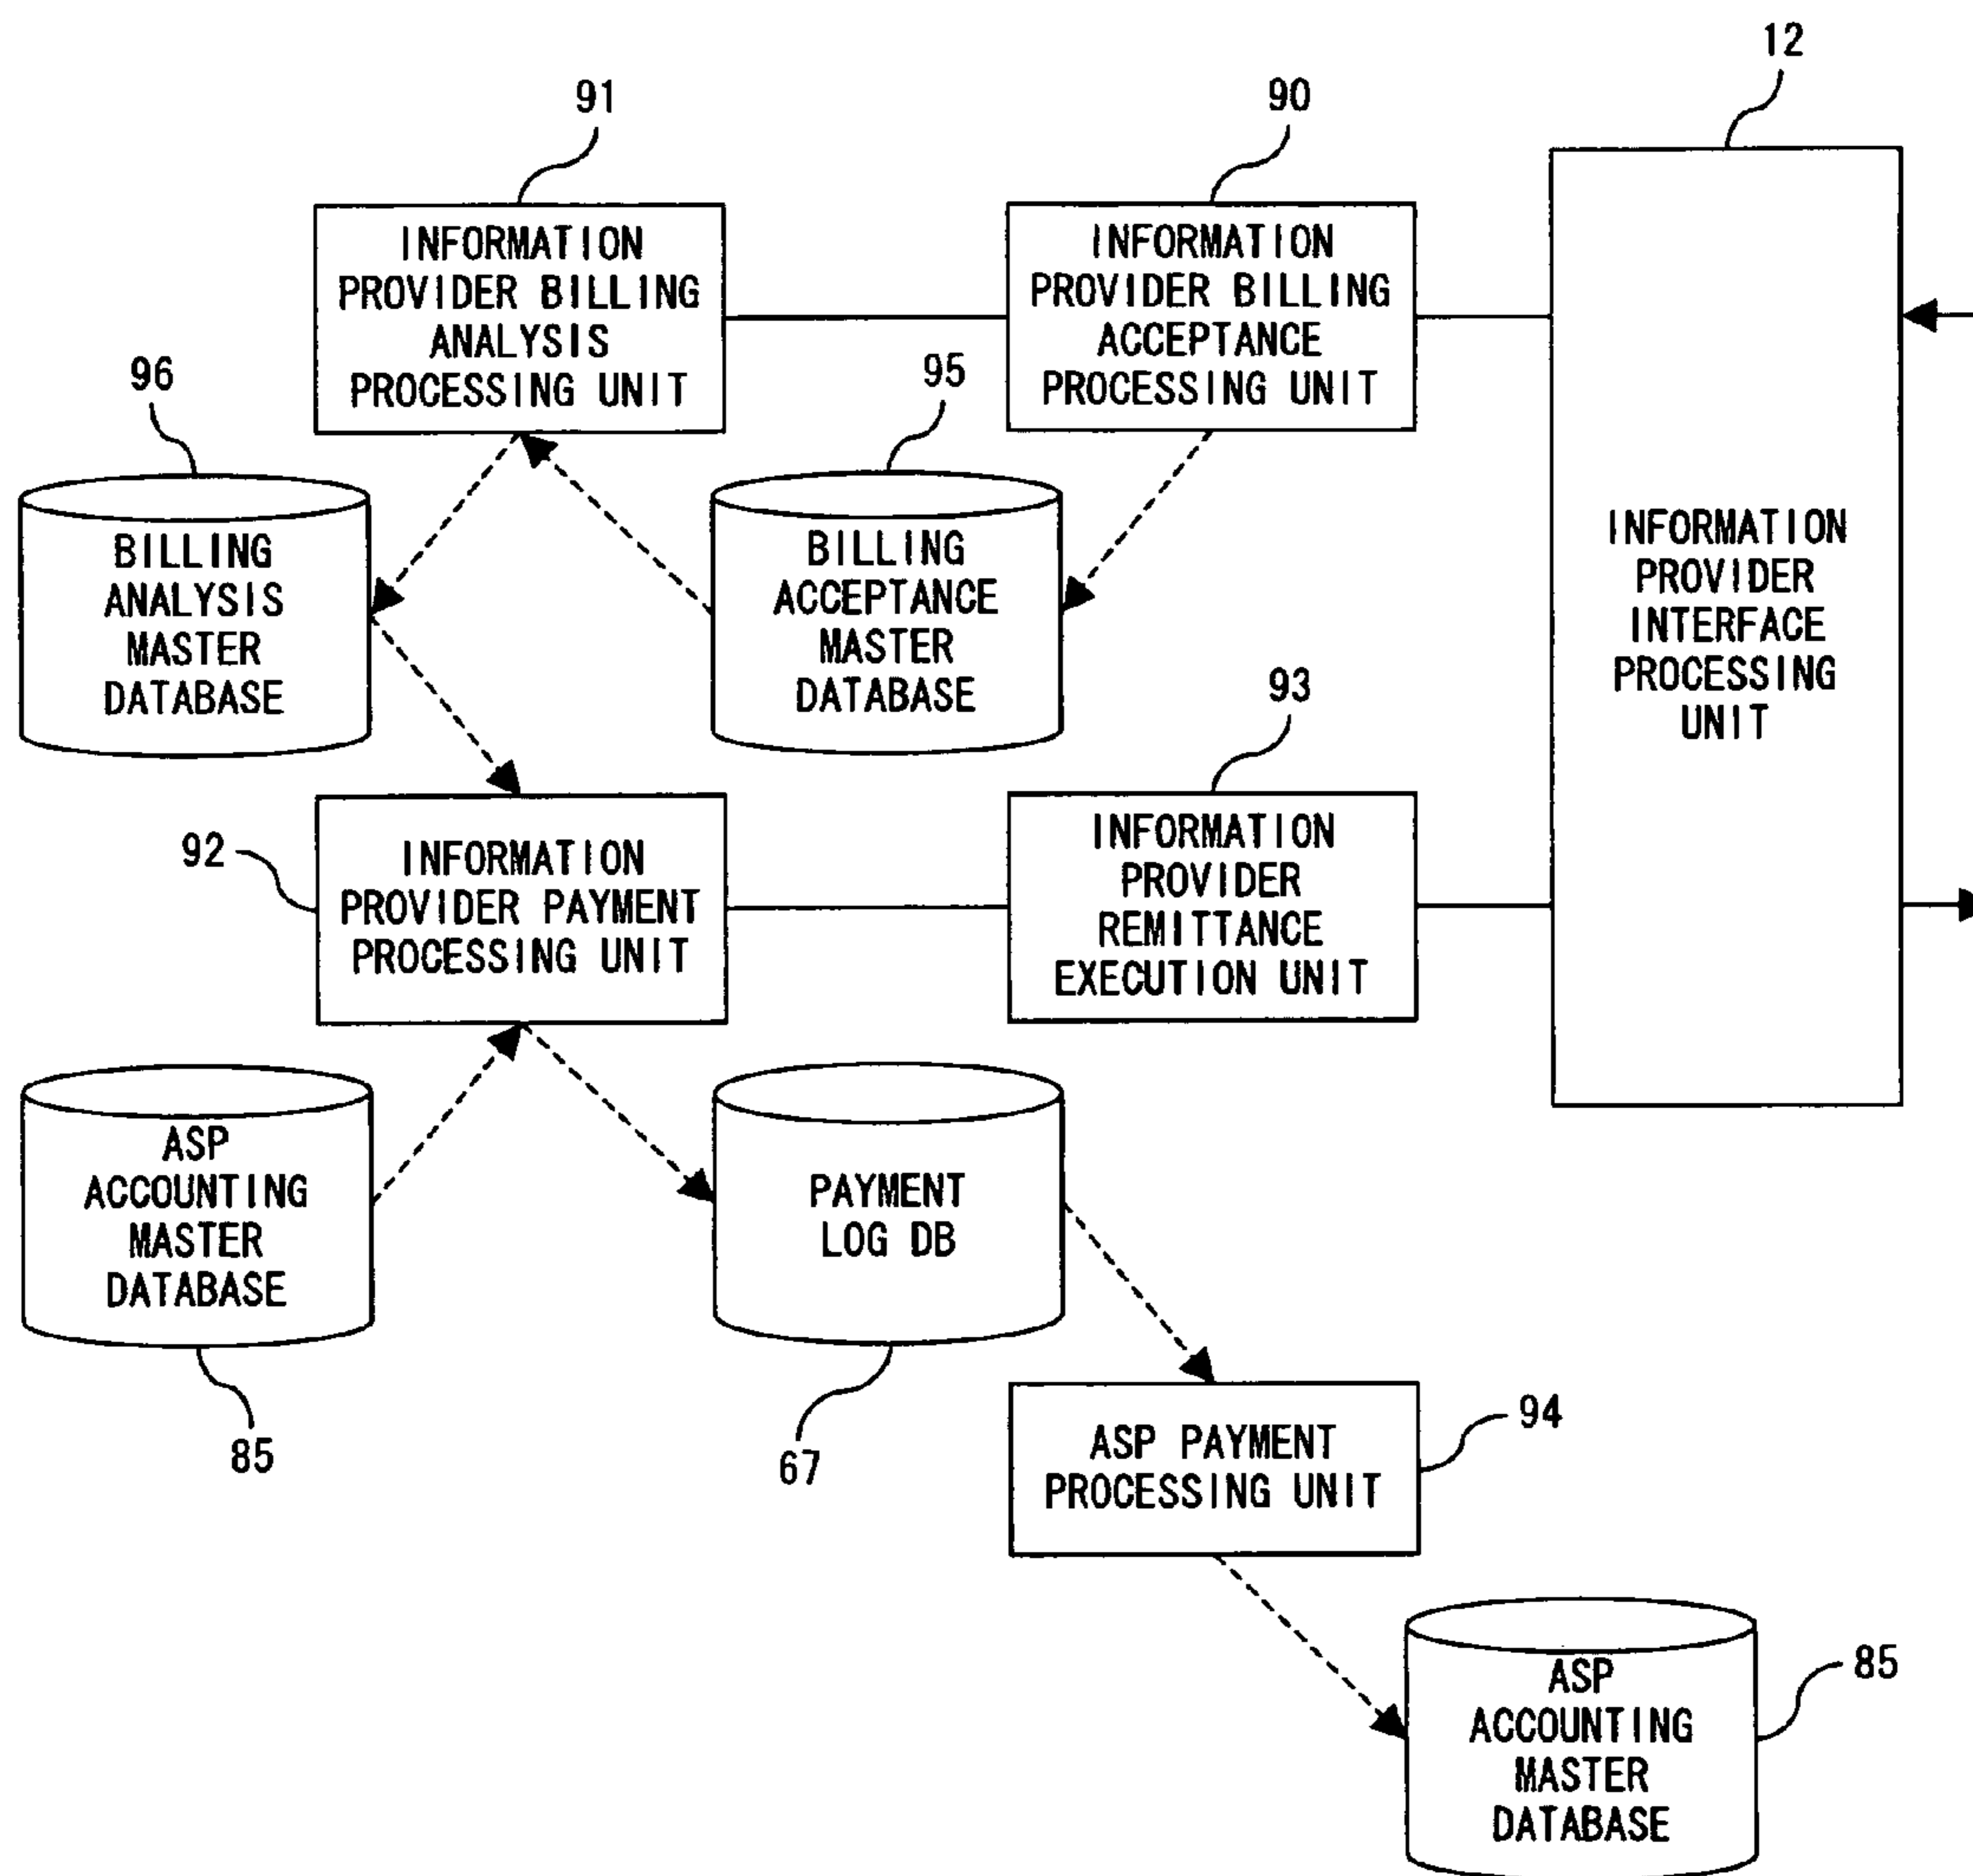 12
91
90
INFORMATION
PROVIDER BILLING
ANALYSIS
PROCESSING UNIT
INFORMATION
PROVIDER BILLING
ACCEPTANCE
PROCESSING UNIT
96
95
BILLING
ANALYSIS
MASTER
DATABASE
BILLING
ACCEPTANCE
MASTER
DATABASE
INFORMATION
PROVIDER
INTERFACE
PROCESSING
UNIT
93
92
INFORMATION
PROVIDER PAYMENT
PROCESSING UNIT
INFORMATION
PROVIDER
REMITTANCE
EXECUTION UNIT
ASP
ACCOUNTING
MASTER
DATABASE
PAYMENT
LOG DB
85
67
94
ASP PAYMENT
PROCESSING UNIT
85
ASP
ACCOUNTING
MASTER
DATABASE